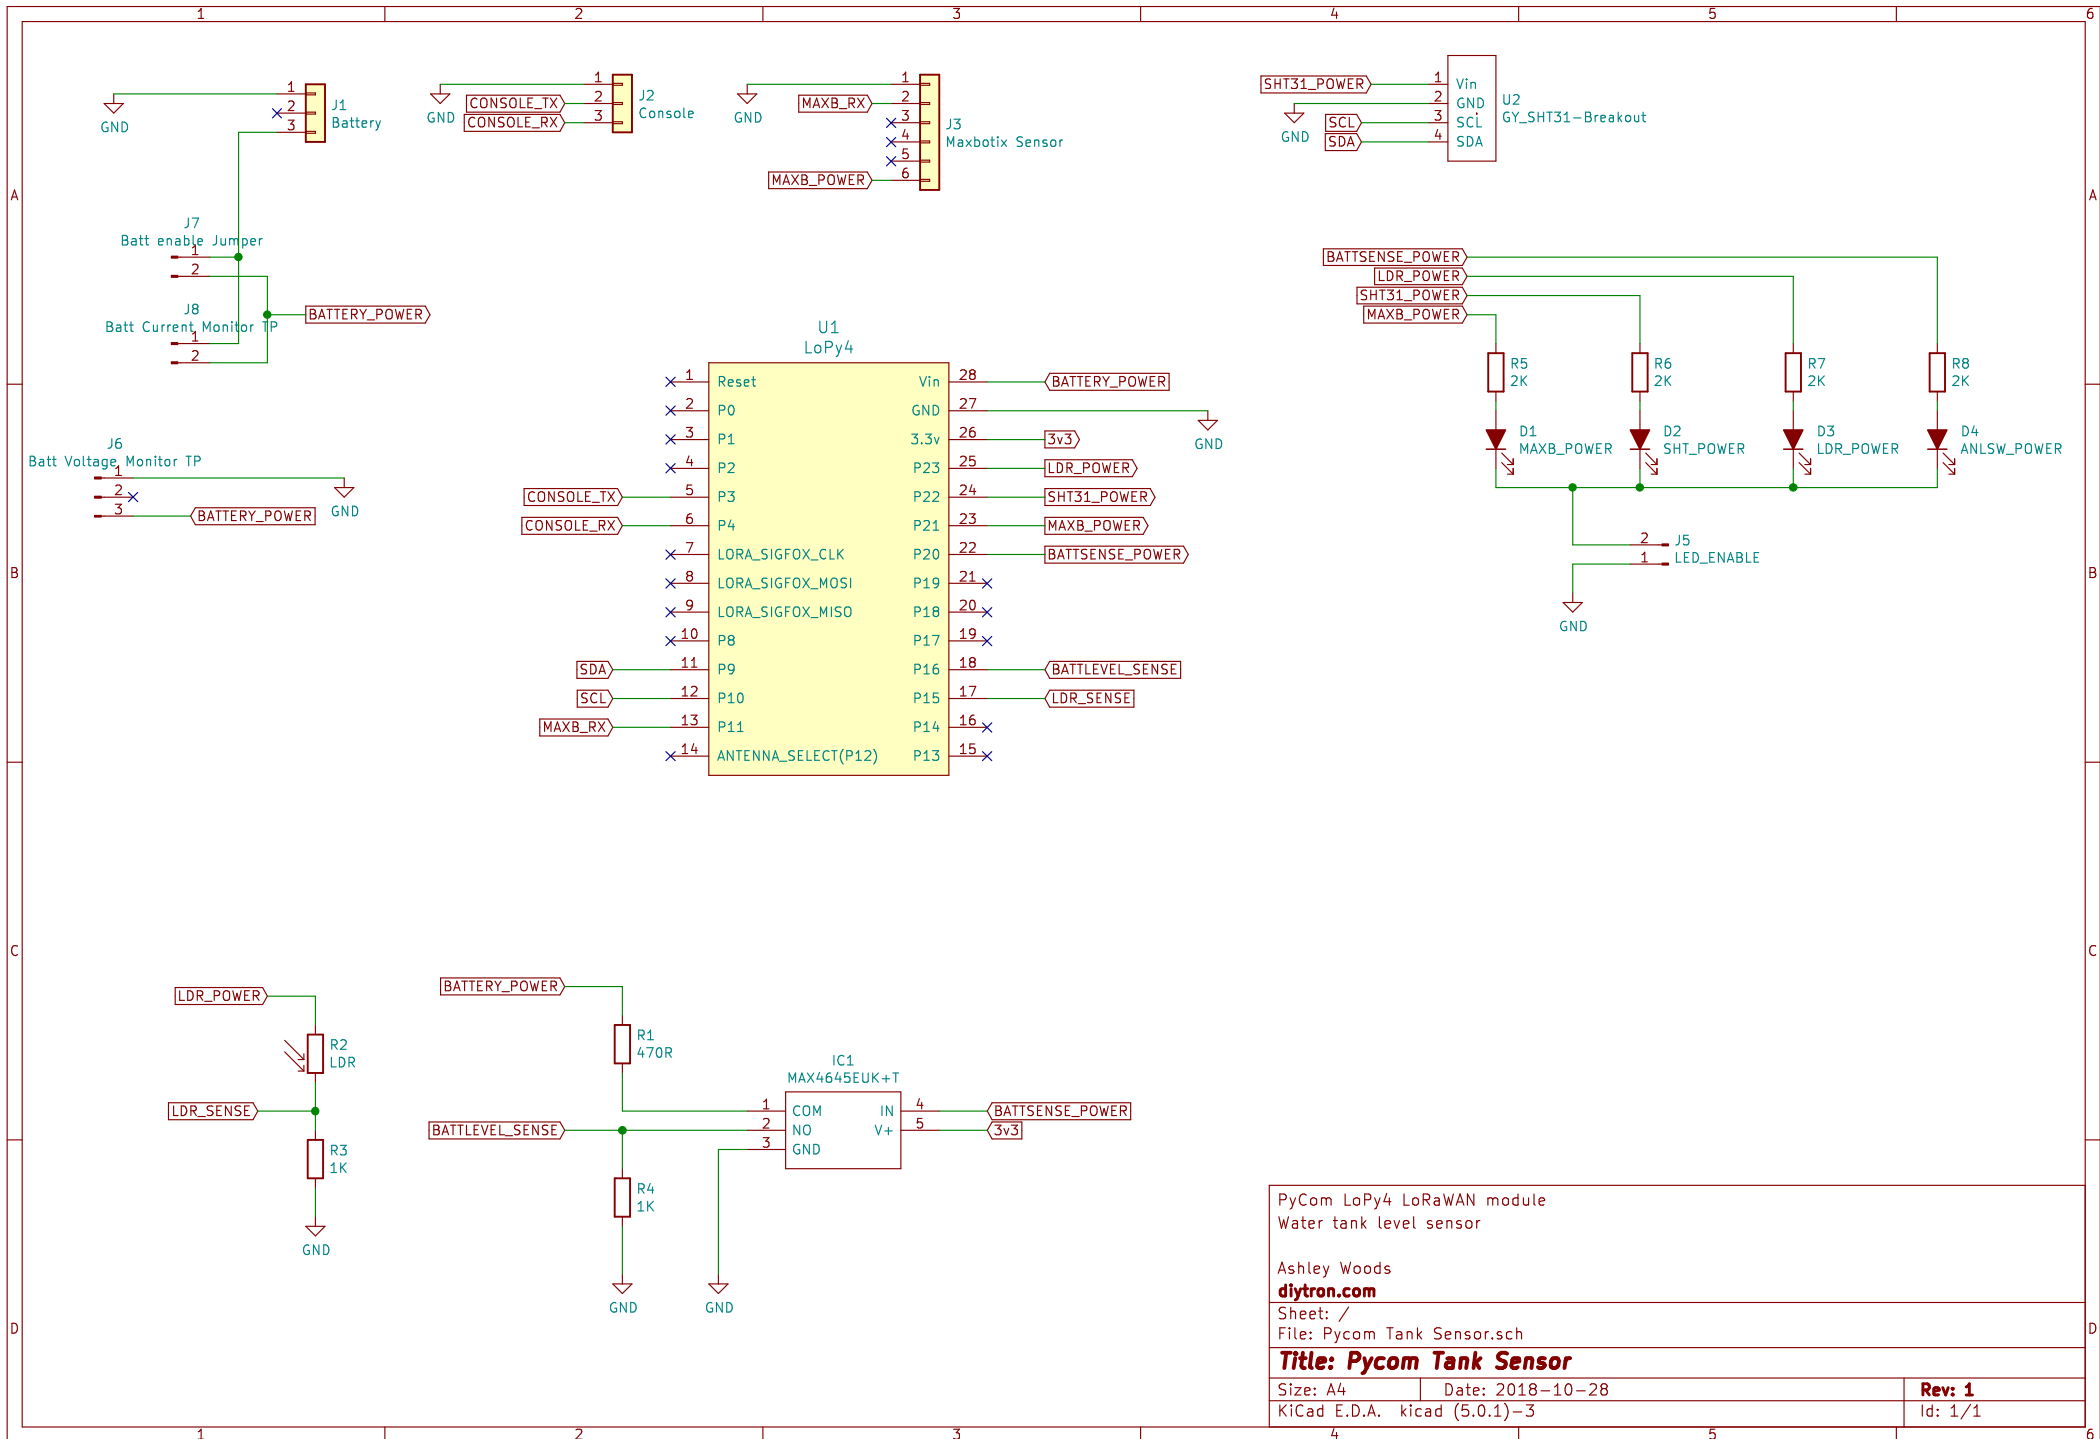 1 2 3 4 5 6
A A
B B
C C
D D
1 2 3 4 5 6
1
2
3
J1
Battery
GND
1
2
3
J2
Console
CONSOLE_TX
CONSOLE_RX
GND
1
2
3
4
5
6
J3
Maxbotix Sensor
MAXB_RX
MAXB_POWER
GND
SHT31_POWER
SCL
SDA
GND
1 Vin
2 GND
3 SCL
4 SDA
U2
GY_SHT31-Breakout
J7
Batt enable Jumper
1
2
J8
Batt Current Monitor TP
1
2
BATTERY_POWER
J6
Batt Voltage Monitor TP
1
2
3
BATTERY_POWER
GND
U1
LoPy4
1 Reset
2 P0
3 P1
4 P2
CONSOLE_TX 5 P3
CONSOLE_RX 6 P4
7 LORA_SIGFOX_CLK
8 LORA_SIGFOX_MOSI
9 LORA_SIGFOX_MISO
10 P8
SDA 11 P9
SCL 12 P10
MAXB_RX 13 P11
14 ANTENNA_SELECT(P12)
Vin 28 BATTERY_POWER
GND 27
GND
3.3v 26 3v3
P23 25 LDR_POWER
P22 24 SHT31_POWER
P21 23 MAXB_POWER
P20 22 BATTSENSE_POWER
P19 21
P18 20
P17 19
P16 18 BATTLEVEL_SENSE
P15 17 LDR_SENSE
P14 16
P13 15
BATTSENSE_POWER
LDR_POWER
SHT31_POWER
MAXB_POWER
R5
2K
R6
2K
R7
2K
R8
2K
D1
MAXB_POWER
D2
SHT_POWER
D3
LDR_POWER
D4
ANLSW_POWER
2
1
J5
LED_ENABLE
GND
LDR_POWER
R2
LDR
LDR_SENSE
R3
1K
GND
BATTERY_POWER
R1
470R
BATTLEVEL_SENSE
R4
1K
GND
GND
IC1
MAX4645EUK+T
1 COM
2 NO
3 GND
IN 4 BATTSENSE_POWER
V+ 5 3v3
PyCom LoPy4 LoRaWAN module
Water tank level sensor
Ashley Woods
diytron.com
Sheet: /
File: Pycom Tank Sensor.sch
Title: Pycom Tank Sensor
Size: A4 Date: 2018-10-28 Rev: 1
KiCad E.D.A. kicad (5.0.1)-3 Id: 1/1